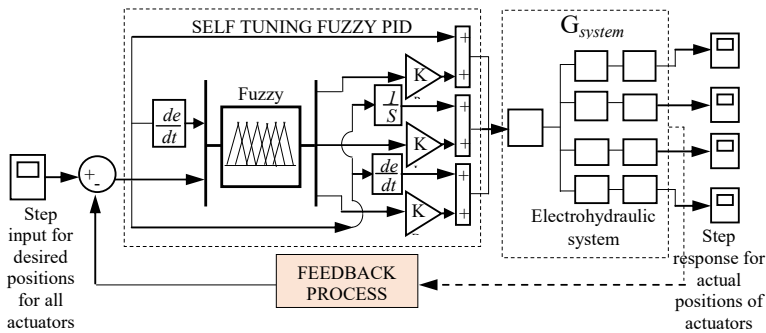 SELF TUNING FUZZY PID
G system
Fuzzy
de
dt
K
1
S
K
de
dt
K
+
+
+
+
+
+
+
-
Step
input for
desired
positions
for all
actuators
Electrohydraulic
system
FEEDBACK
PROCESS
Step
response for
actual
positions of
actuators